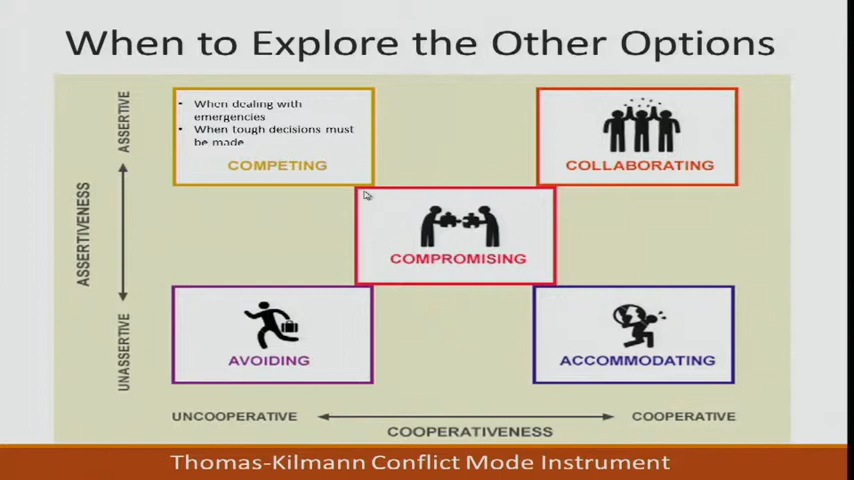 When to Explore the Other Options
ASSERTIVE
• When dealing with
emergencies
• When tough decisions must
be made
COMPETING
COLLABORATING
ASSERTIVENESS
COMPROMISING
UNASSERTIVE
AVOIDING
ACCOMMODATING
UNCOOPERATIVE
COOPERATIVE
COOPERATIVENESS
Thomas-Kilmann Conflict Mode Instrument